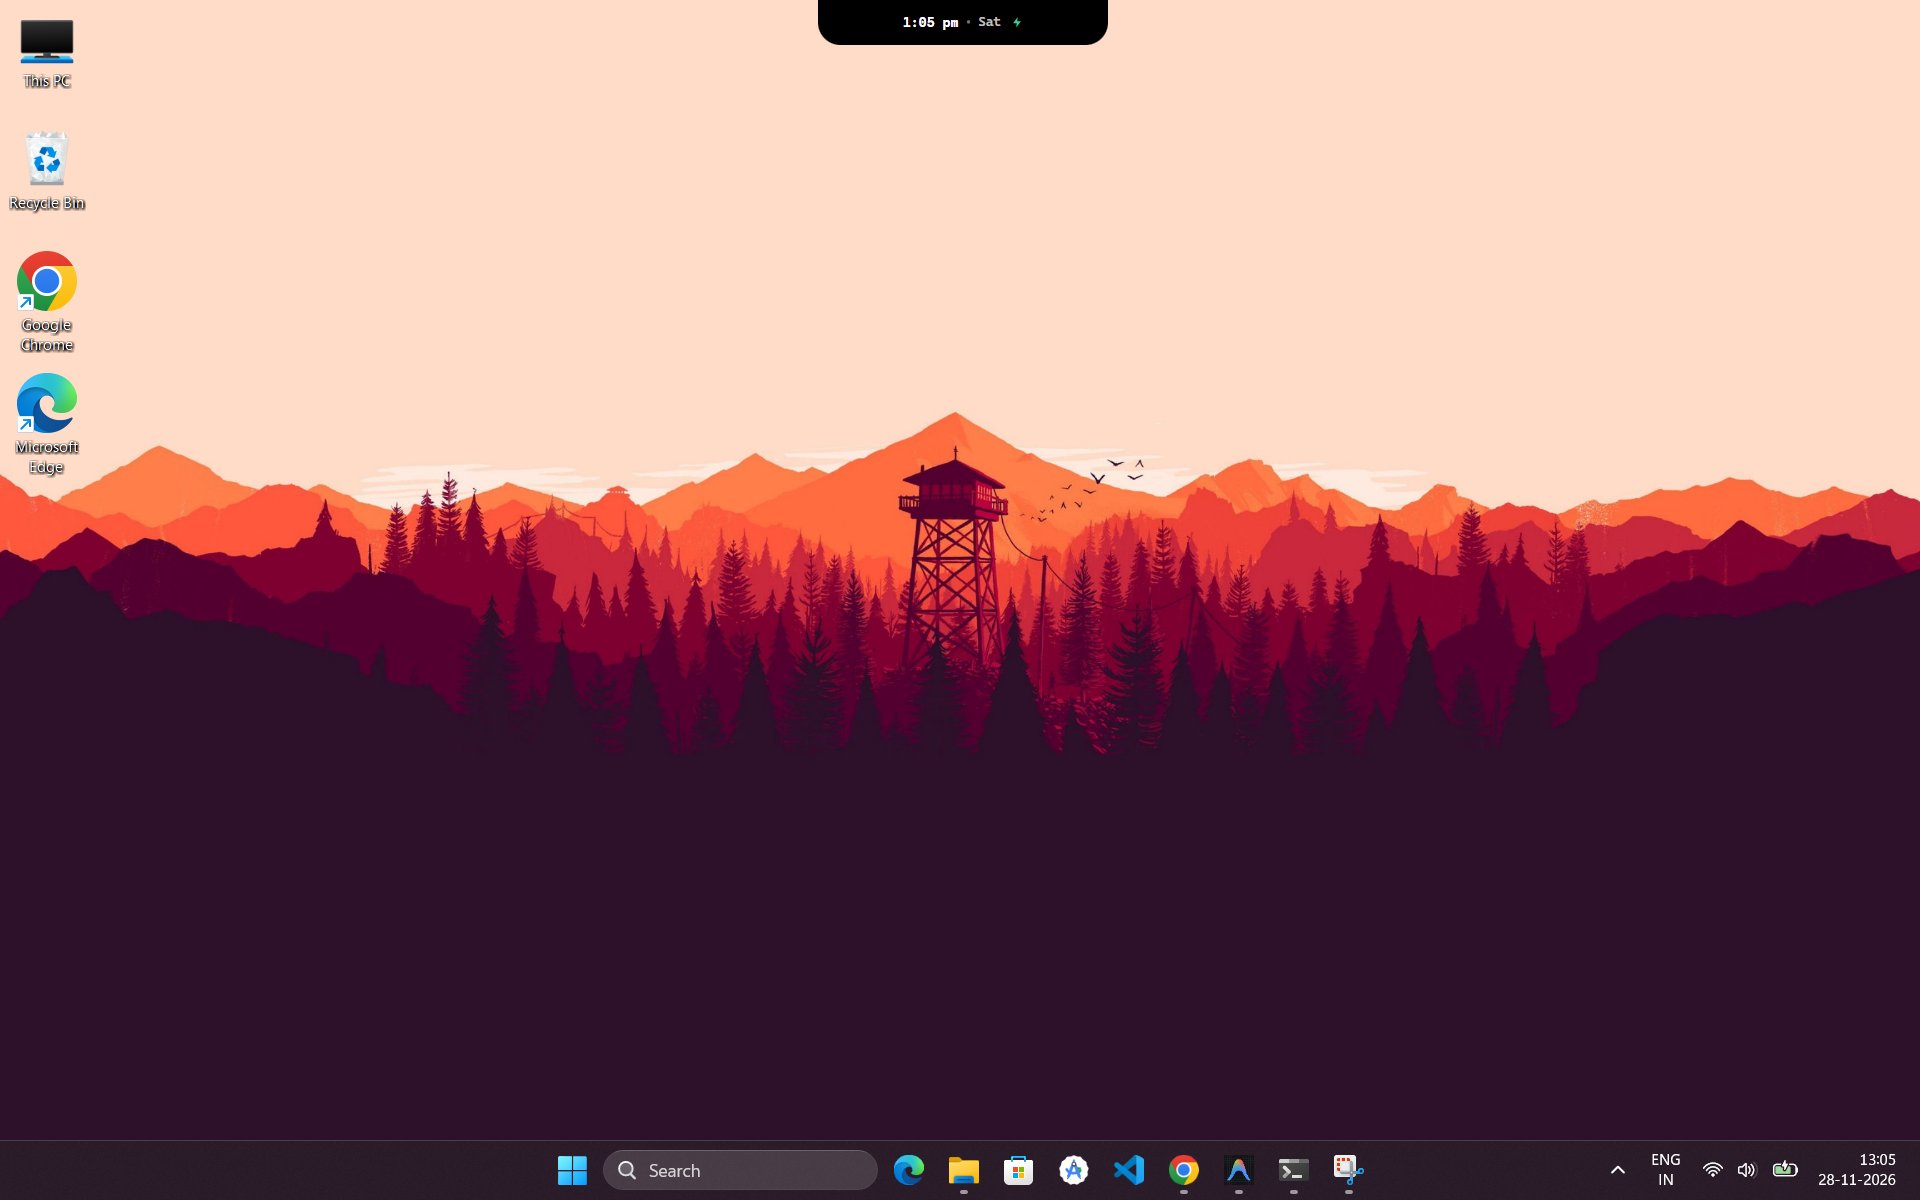 1:05 pm • Sat
This PC
Recycle Bin
Google
Chrome
Microsoft
Edge
Search
ENG
IN
13:05
28-11-2026